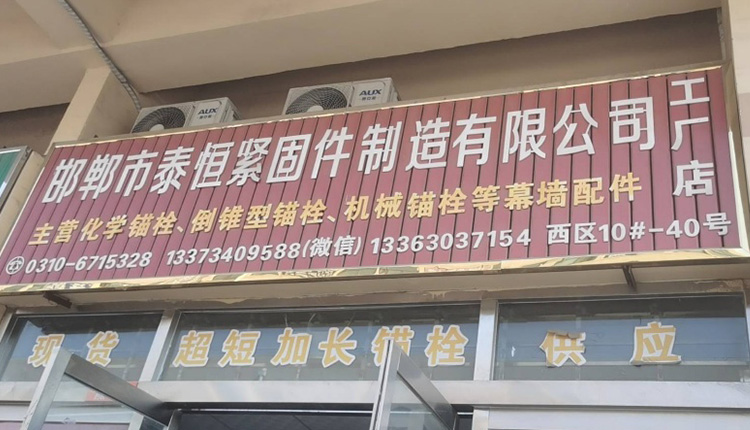 AUX
AUX
邯郸市泰恒紧固件制造有限公司
工厂店
主营化学锚栓、倒锥型锚栓、机械锚栓等幕墙配件
0310-6715328 13373409588(微信) 13363037154 西区10#-40号
现货 超短加长锚栓 供应